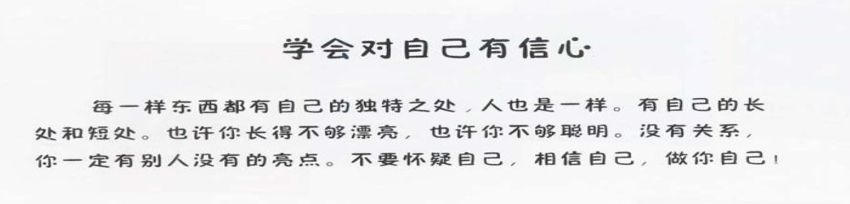 学会对自己有信心
每一样东西都有自己的独特之处，人也是一样。有自己的长
处和短处。也许你长得不够漂亮，也许你不够聪明。没有关系，
你一定有别人没有的亮点。不要怀疑自己，相信自己，做你自己！